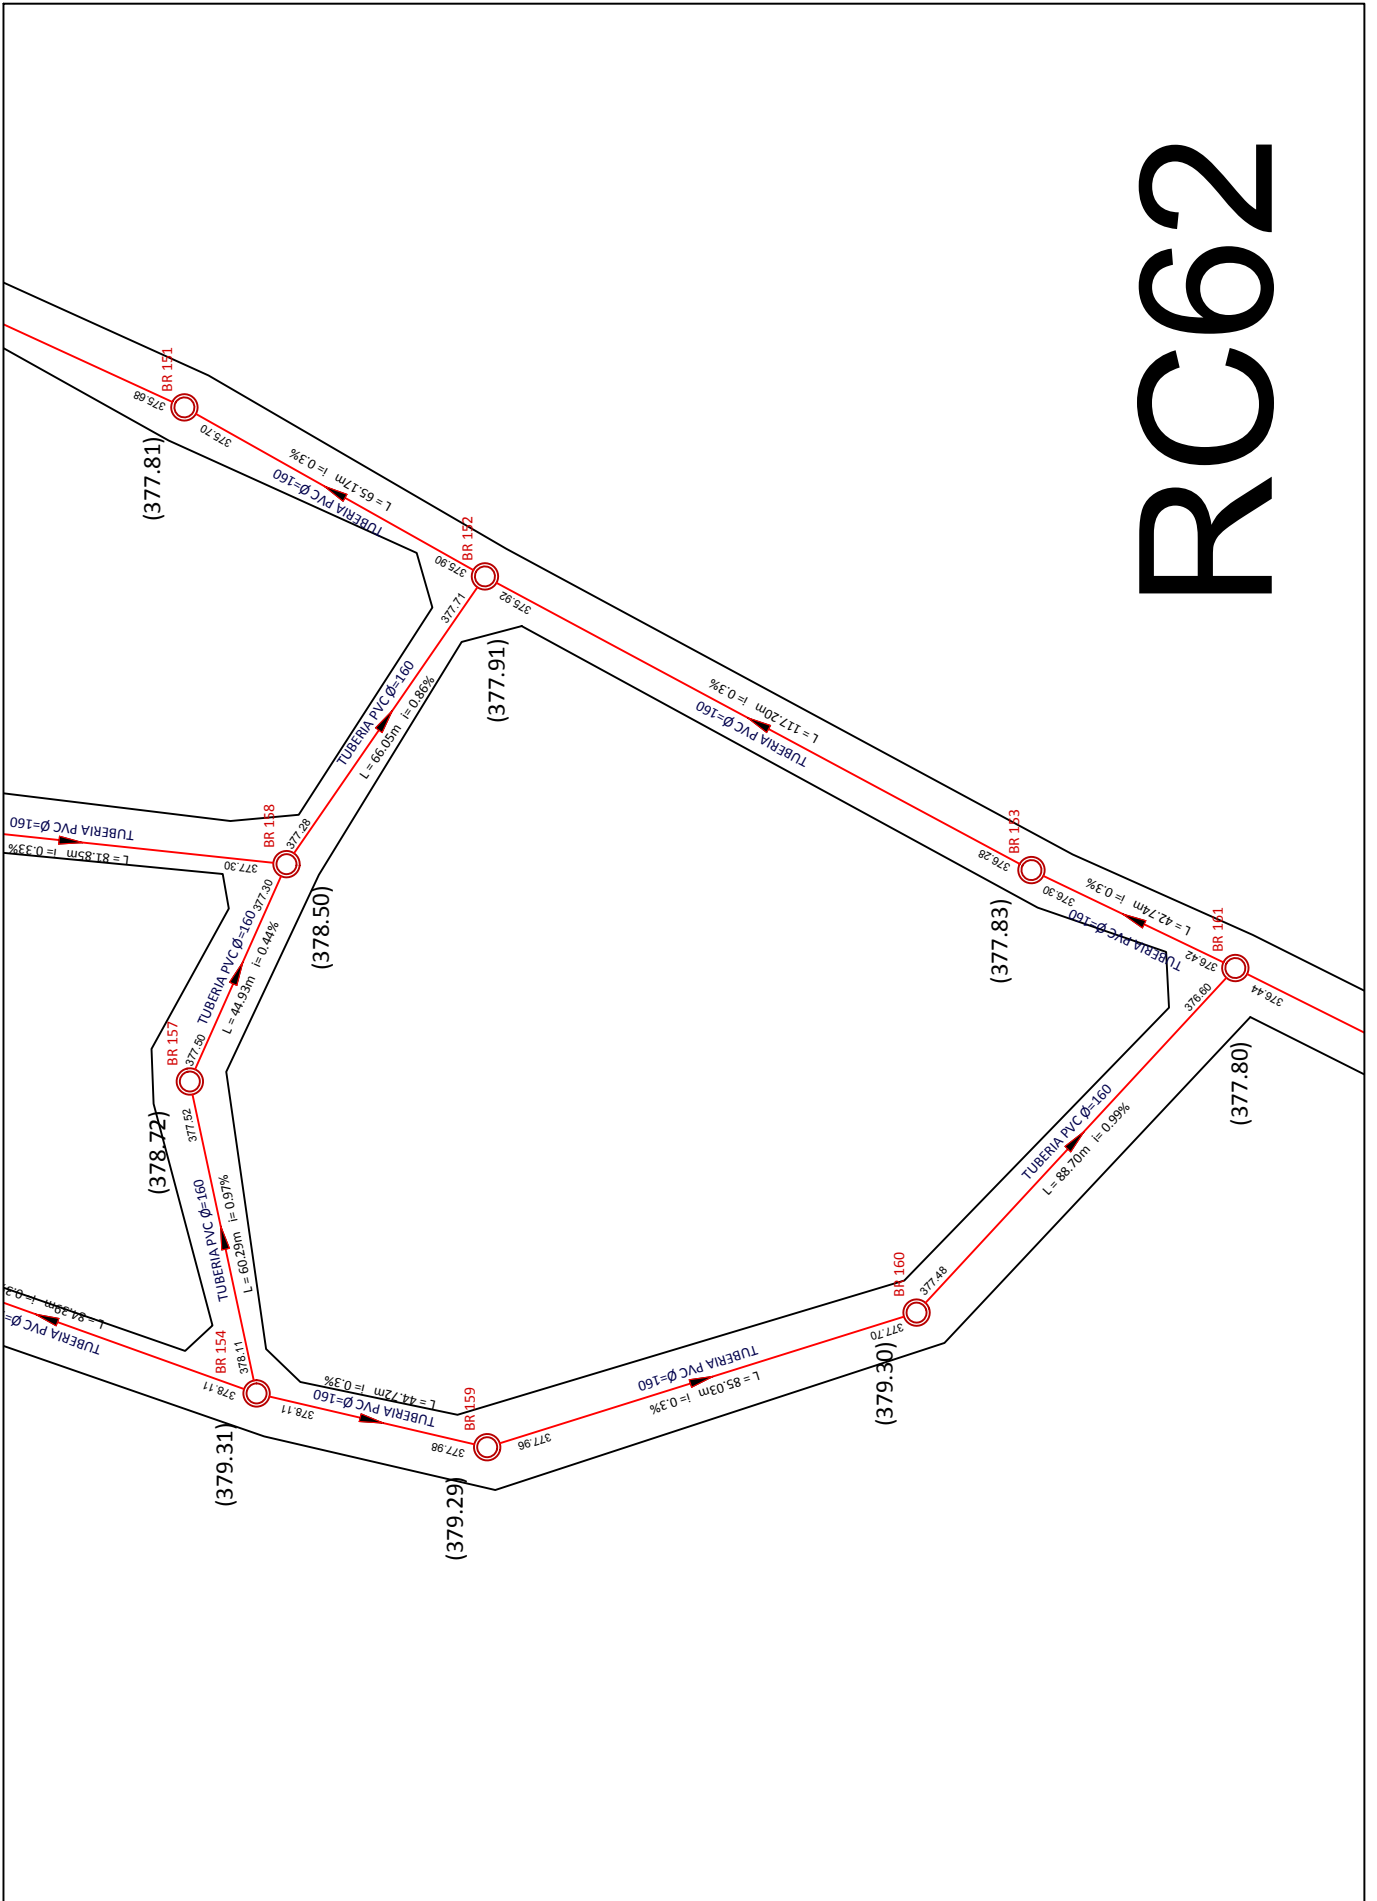 RC62
BR 151
375.68
375.70
(377.81)
L = 65.17m i= 0.3%
TUBERIA PVC Ø=160
BR 152
375.90
377.71
375.92
(377.91)
TUBERIA PVC Ø=160
L = 66.05m i= 0.86%
L = 117.20m i= 0.3%
TUBERIA PVC Ø=160
BR 158
377.28
377.30
377.30
(378.50)
TUBERIA PVC Ø=160
L = 81.85m i= 0.33%
BR 153
376.28
376.30
(377.83)
L = 42.74m i= 0.3%
TUBERIA PVC Ø=160
BR 161
376.42
376.44
376.60
(377.80)
TUBERIA PVC Ø=160
L = 44.93m i= 0.44%
BR 157
377.50
377.52
(378.72)
TUBERIA PVC Ø=160
L = 60.29m i= 0.97%
TUBERIA PVC Ø=160
L = 88.70m i= 0.99%
BR 160
377.48
377.70
(379.30)
L = 84.39m i= 0.3
TUBERIA PVC Ø=
BR 154
378.11
378.11
378.11
(379.31)
L = 44.72m i= 0.3%
TUBERIA PVC Ø=160
BR 159
377.98
377.96
(379.29)
TUBERIA PVC Ø=160
L = 85.03m i= 0.3%